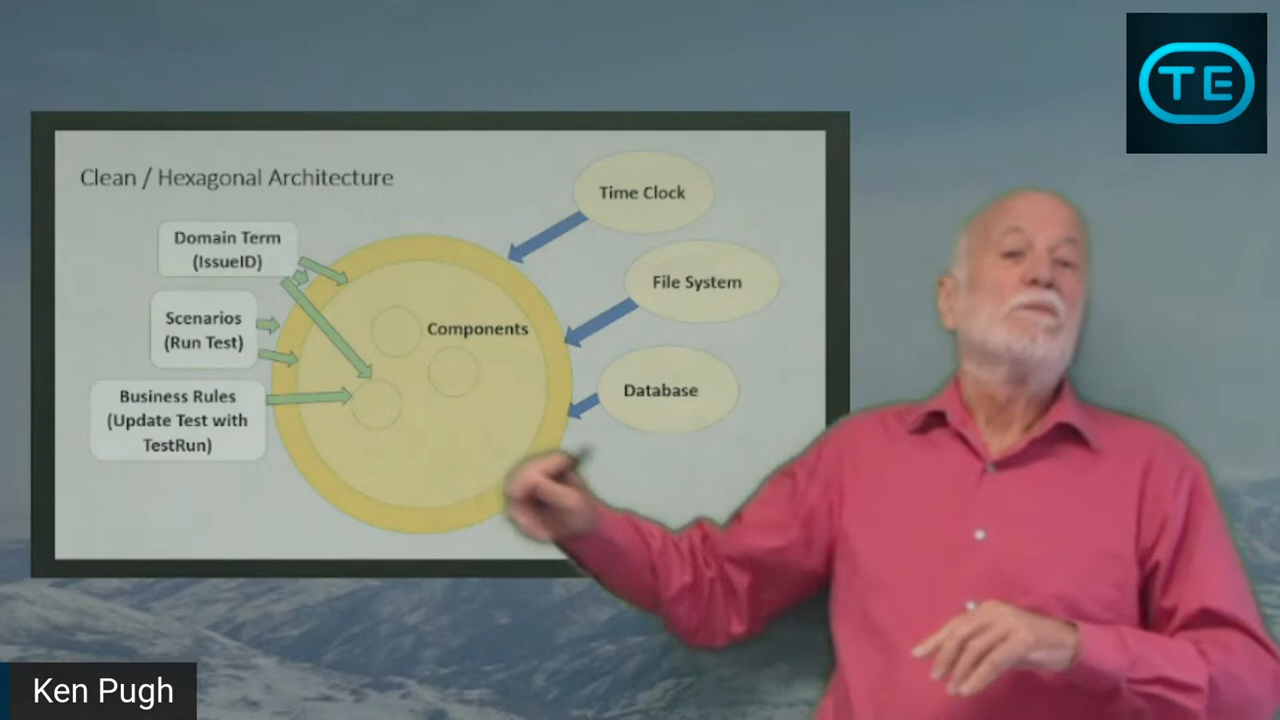 TE
Clean / Hexagonal Architecture
Time Clock
Domain Term
(IssueID)
File System
Scenarios
(Run Test)
Components
Database
Business Rules
(Update Test with
TestRun)
Ken Pugh